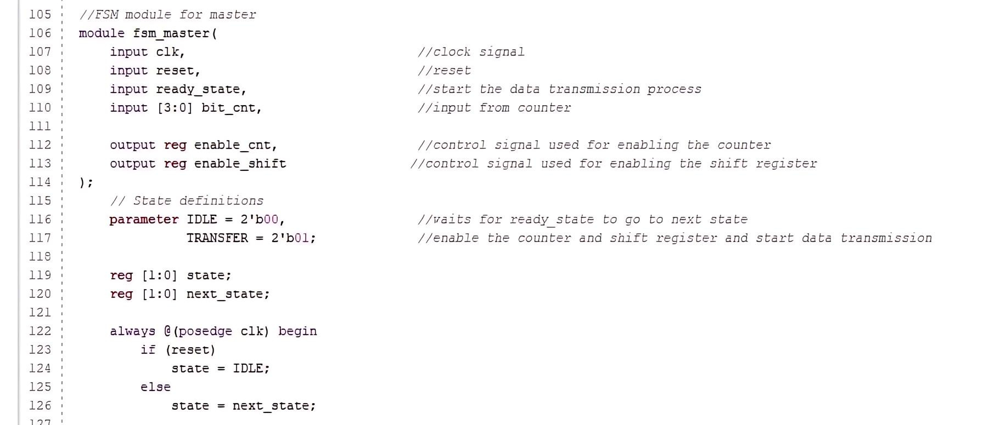 105 //FSM module for master
106 module fsm_master(
107 input clk, //clock signal
108 input reset, //reset
109 input ready_state, //start the data transmission process
110 input [3:0] bit_cnt, //input from counter
111
112 output reg enable_cnt, //control signal used for enabling the counter
113 output reg enable_shift //control signal used for enabling the shift register
114 );
115 // State definitions
116 parameter IDLE = 2'b00, //waits for ready_state to go to next state
117 TRANSFER = 2'b01; //enable the counter and shift register and start data transmission
118
119 reg [1:0] state;
120 reg [1:0] next_state;
121
122 always @(posedge clk) begin
123 if (reset)
124 state = IDLE;
125 else
126 state = next_state;
127